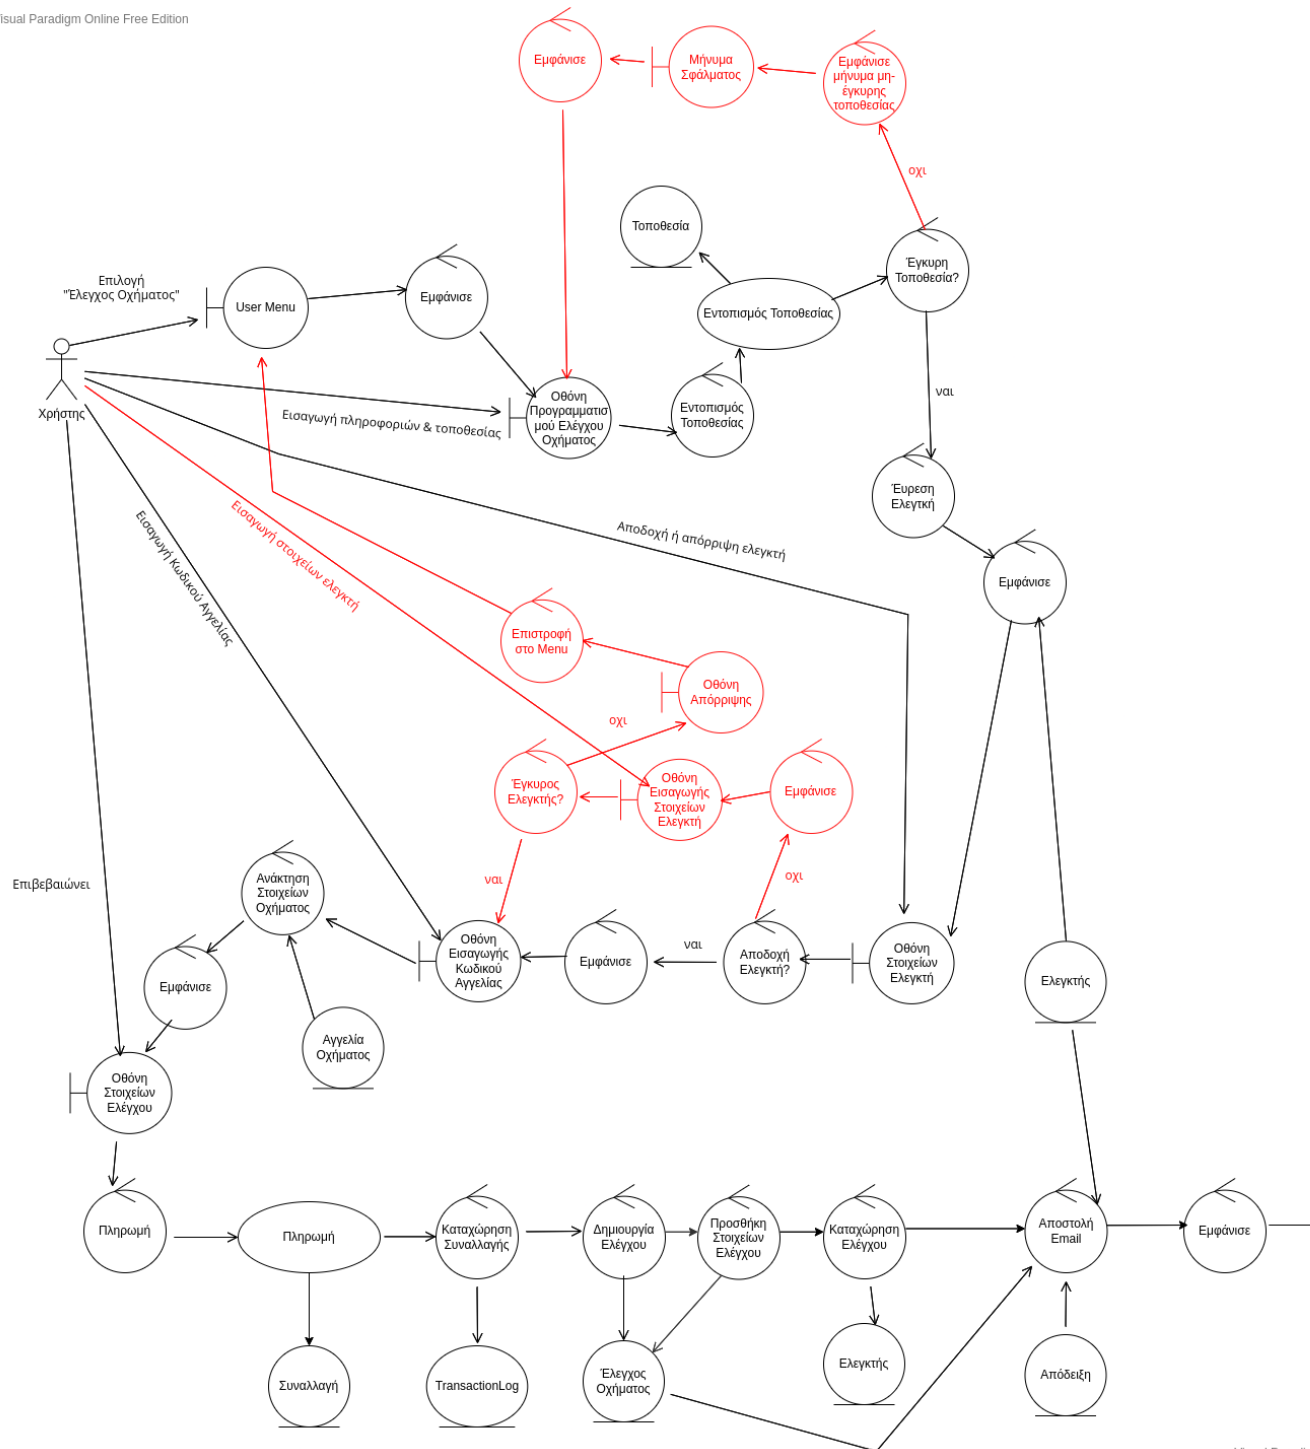 isual Paradigm Online Free Edition
Εμφάνισε
Μήνυμα
Σφάλματος
Εμφάνισε
μήνυμα μη-
έγκυρης
τοποθεσίας
οχι
Τοποθεσία
Έγκυρη
Τοποθεσία?
Επιλογή
"Έλεγχος Οχήματος"
User Menu
Εμφάνισε
Εντοπισμός Τοποθεσίας
ναι
Χρήστης
Εισαγωγή πληροφοριών & τοποθεσίας
Οθόνη
Προγραμματισ
μού Ελέγχου
Οχήματος
Εντοπισμός
Τοποθεσίας
Έυρεση
Ελεγτκή
Εισαγωγή Κωδικού Αγγελίας
Εισαγωγή στοιχείων ελεγκτή
Αποδοχή ή απόρριψη ελεγκτή
Εμφάνισε
Επιστροφή
στο Menu
Οθόνη
Απόρριψης
οχι
Έγκυρος
Ελεγκτής?
Οθόνη
Εισαγωγής
Στοιχείων
Ελεγκτή
Εμφάνισε
ναι
οχι
Επιβεβαιώνει
Ανάκτηση
Στοιχείων
Οχήματος
Οθόνη
Εισαγωγής
Κωδικού
Αγγελίας
Εμφάνισε
ναι
Αποδοχή
Ελεγκτή?
Οθόνη
Στοιχείων
Ελεγκτή
Ελεγκτής
Εμφάνισε
Αγγελία
Οχήματος
Οθόνη
Στοιχείων
Ελέγχου
Πληρωμή
Πληρωμή
Καταχώρηση
Συναλλαγής
Δημιουργία
Ελέγχου
Προσθήκη
Στοιχείων
Ελέγχου
Καταχώρηση
Ελέγχου
Αποστολή
Email
Εμφάνισε
Συναλλαγή
TransactionLog
Έλεγχος
Οχήματος
Ελεγκτής
Απόδειξη